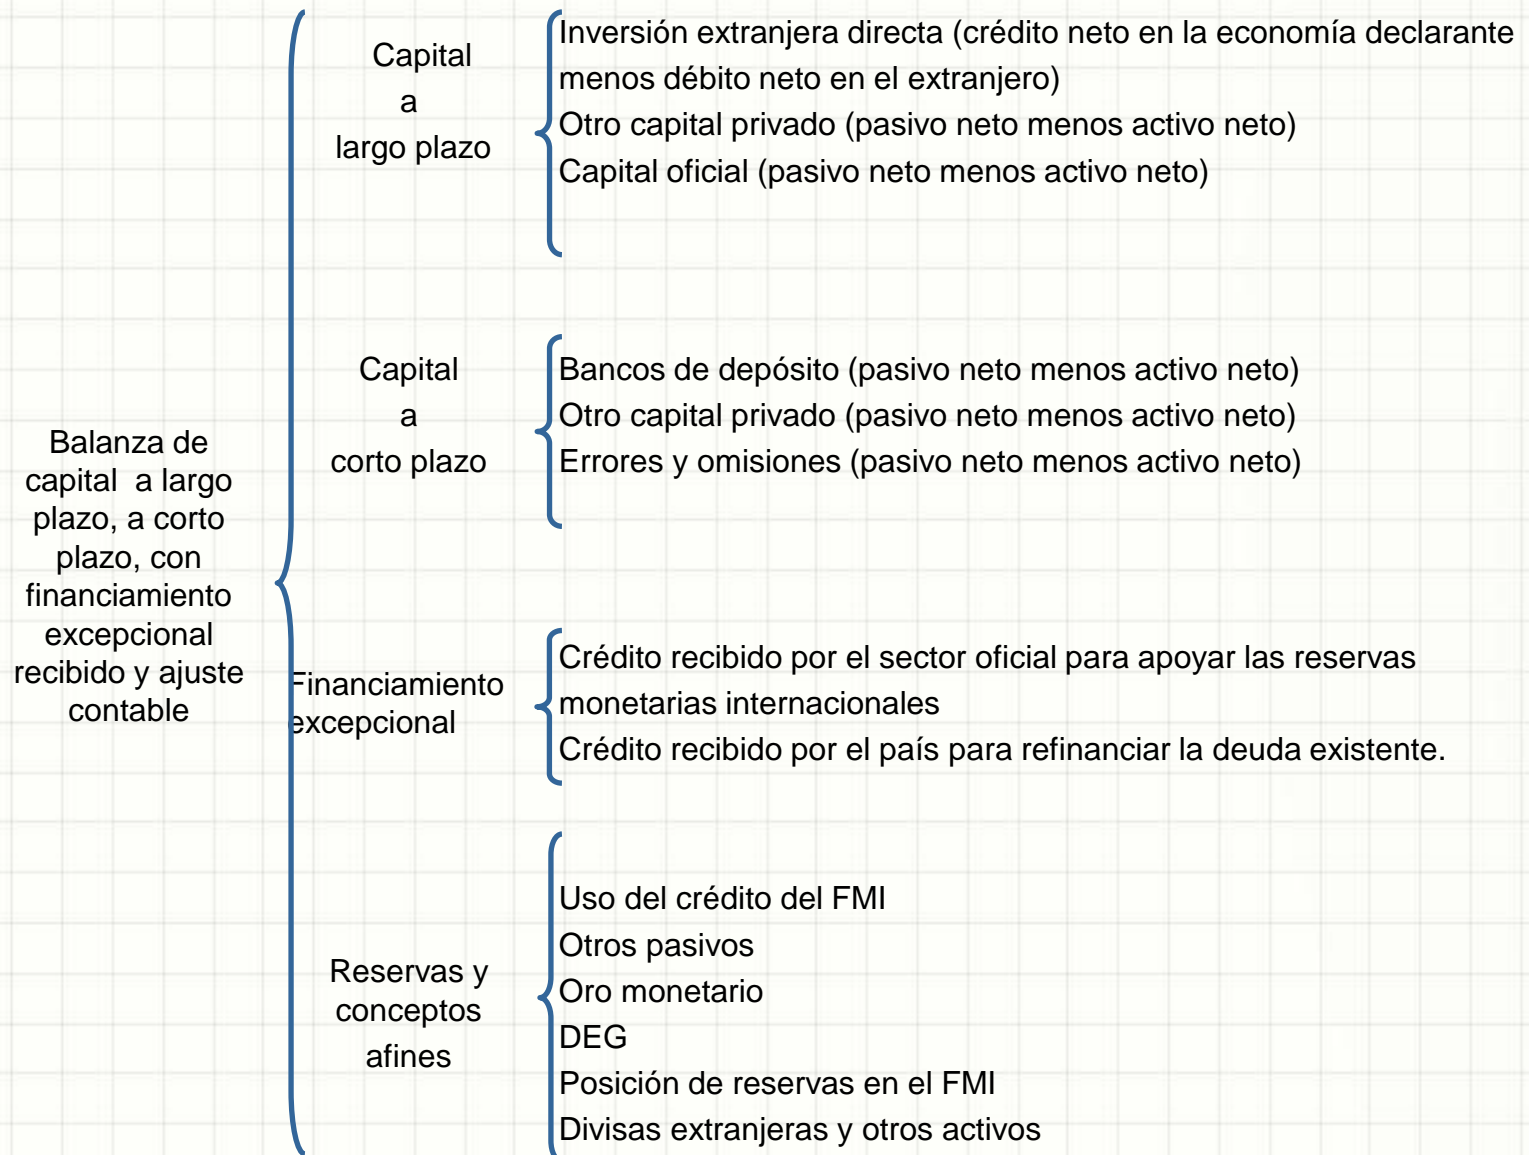 Balanza de
capital a largo
plazo, a corto
plazo, con
financiamiento
excepcional
recibido y ajuste
contable
Capital
a
largo plazo
Inversión extranjera directa (crédito neto en la economía declarante
menos débito neto en el extranjero)
Otro capital privado (pasivo neto menos activo neto)
Capital oficial (pasivo neto menos activo neto)
Capital
a
corto plazo
Bancos de depósito (pasivo neto menos activo neto)
Otro capital privado (pasivo neto menos activo neto)
Errores y omisiones (pasivo neto menos activo neto)
Financiamiento
excepcional
Crédito recibido por el sector oficial para apoyar las reservas
monetarias internacionales
Crédito recibido por el país para refinanciar la deuda existente.
Reservas y
conceptos
afines
Uso del crédito del FMI
Otros pasivos
Oro monetario
DEG
Posición de reservas en el FMI
Divisas extranjeras y otros activos